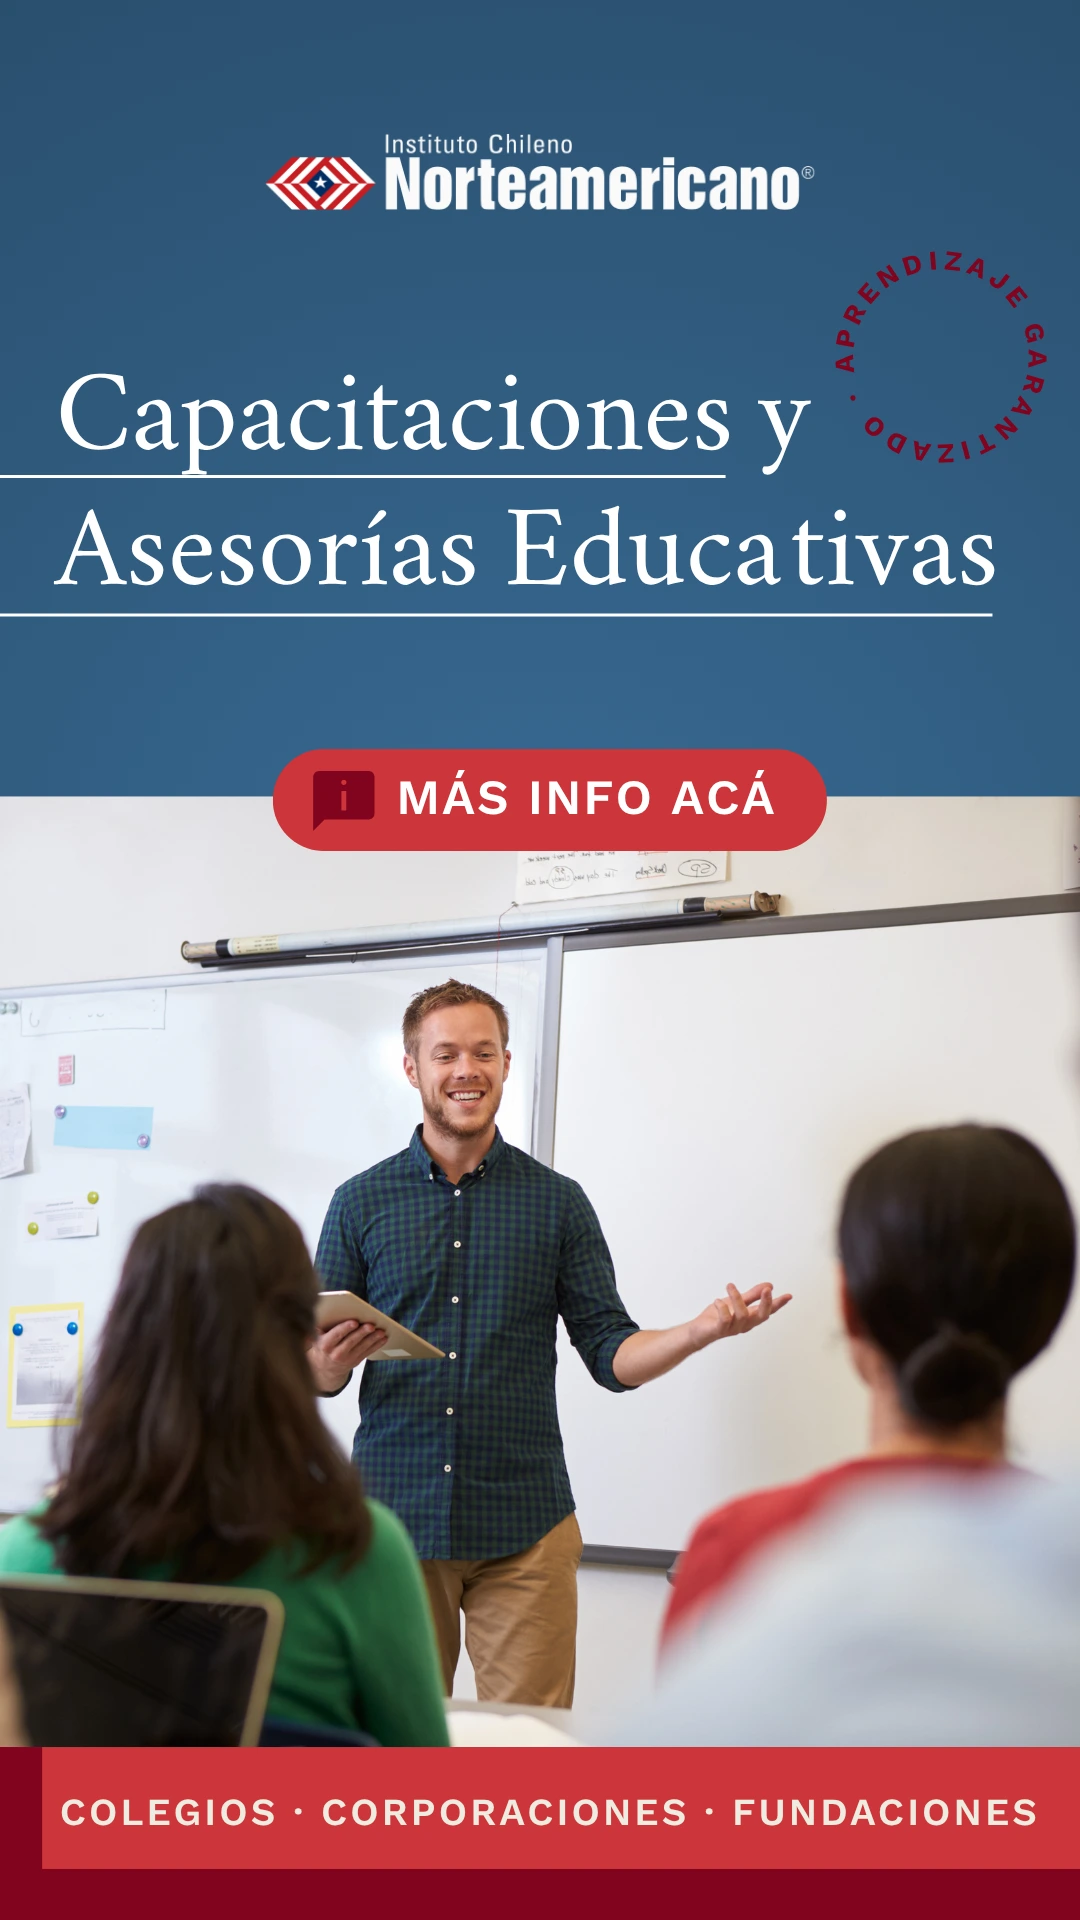 Instituto Chileno
Norteamericano®
APRENDIZAJE GARANTIZADO ·
Capacitaciones y
Asesorías Educativas
i MÁS INFO ACÁ
COLEGIOS · CORPORACIONES · FUNDACIONES